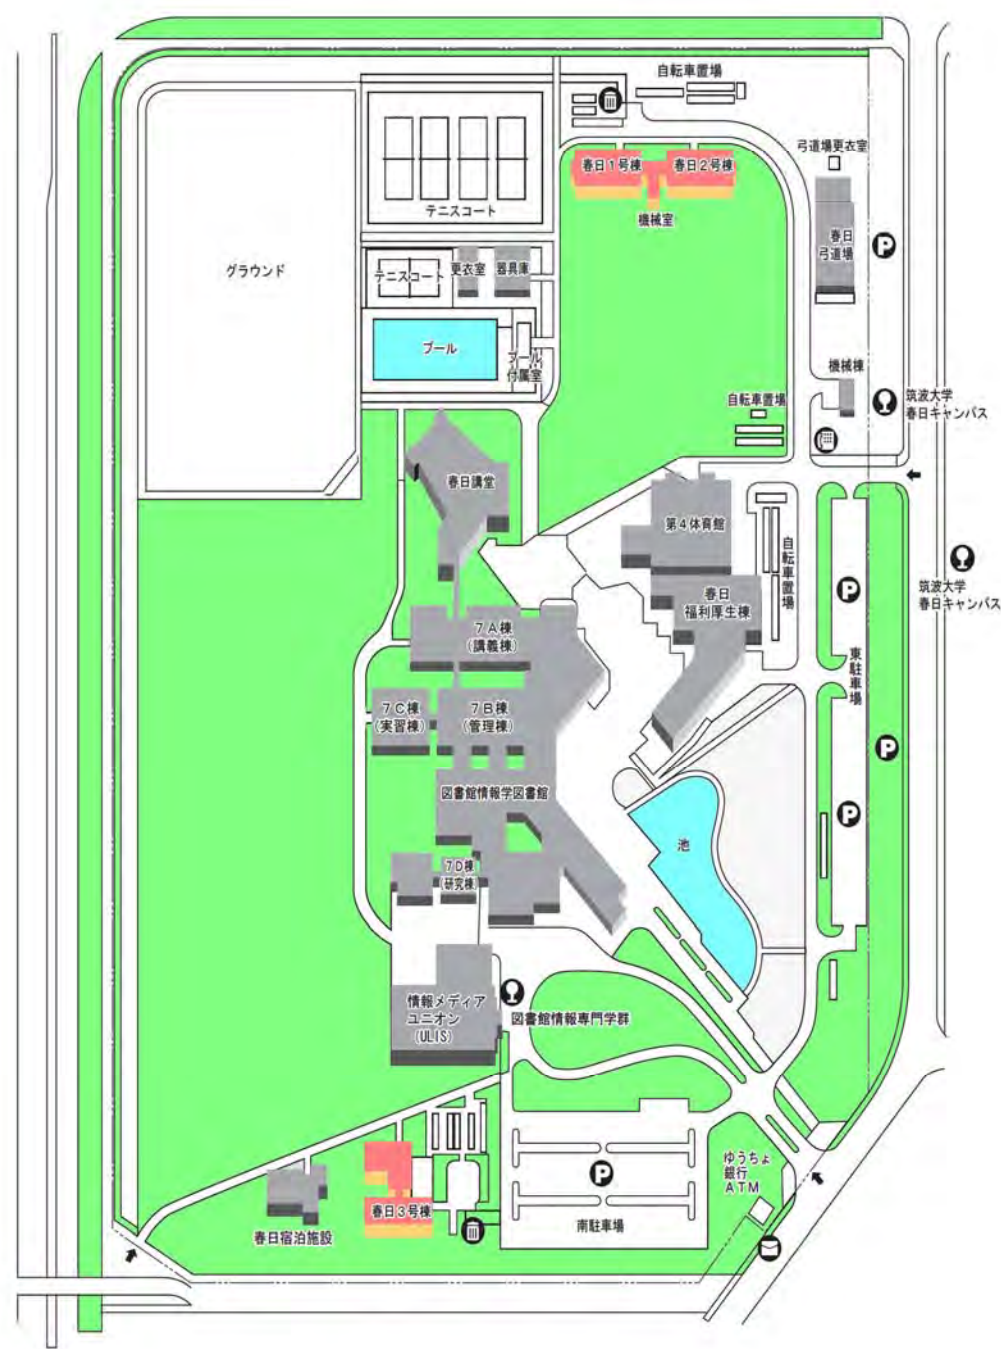 自転車置場
春日1号棟
春日2号棟
機械室
弓道場更衣室
春日
弓道場
P
テニスコート
グラウンド
テニスコート
更衣室
器具庫
プール
プール
付属室
機械棟
筑波大学
春日キャンパス
自転車置場
春日講堂
第4体育館
自転車置場
春日
福利厚生棟
P
筑波大学
春日キャンパス
東駐車場
7A棟
(講義棟)
7C棟
(実習棟)
7B棟
(管理棟)
P
図書館情報学図書館
P
池
7D棟
(研究棟)
情報メディア
ユニオン
(ULIS)
図書館情報専門学群
ゆうちょ
銀行
ATM
P
南駐車場
春日3号棟
春日宿泊施設